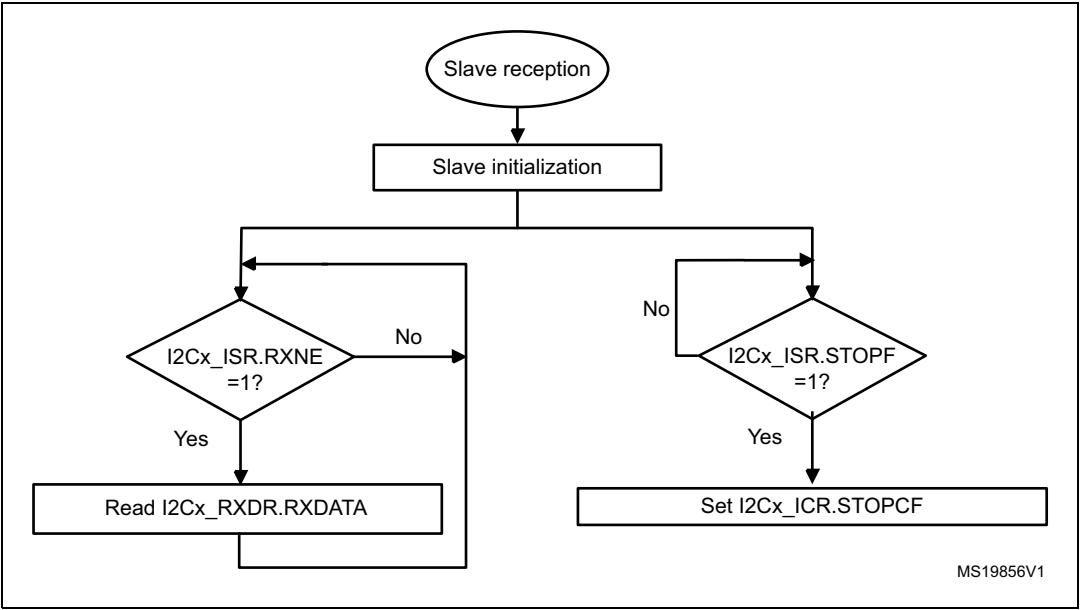 Slave reception
Slave initialization
No
I2Cx_ISR.RXNE
=1?
Yes
Read I2Cx_RXDR.RXDATA
No
I2Cx_ISR.STOPF
=1?
Yes
Set I2Cx_ICR.STOPCF
MS19856V1